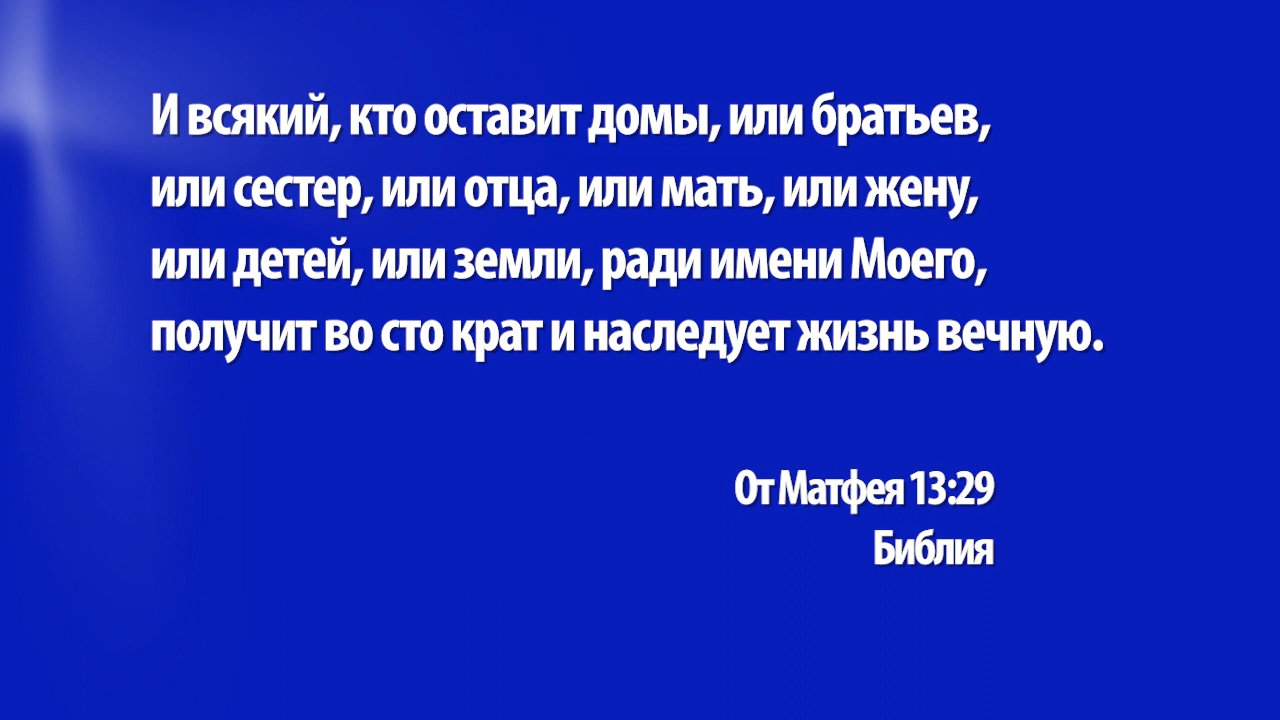 И всякий, кто оставит домы, или братьев,
или сестер, или отца, или мать, или жену,
или детей, или земли, ради имени Моего,
получит во сто крат и наследует жизнь вечную.
От Матфея 13:29
Библия